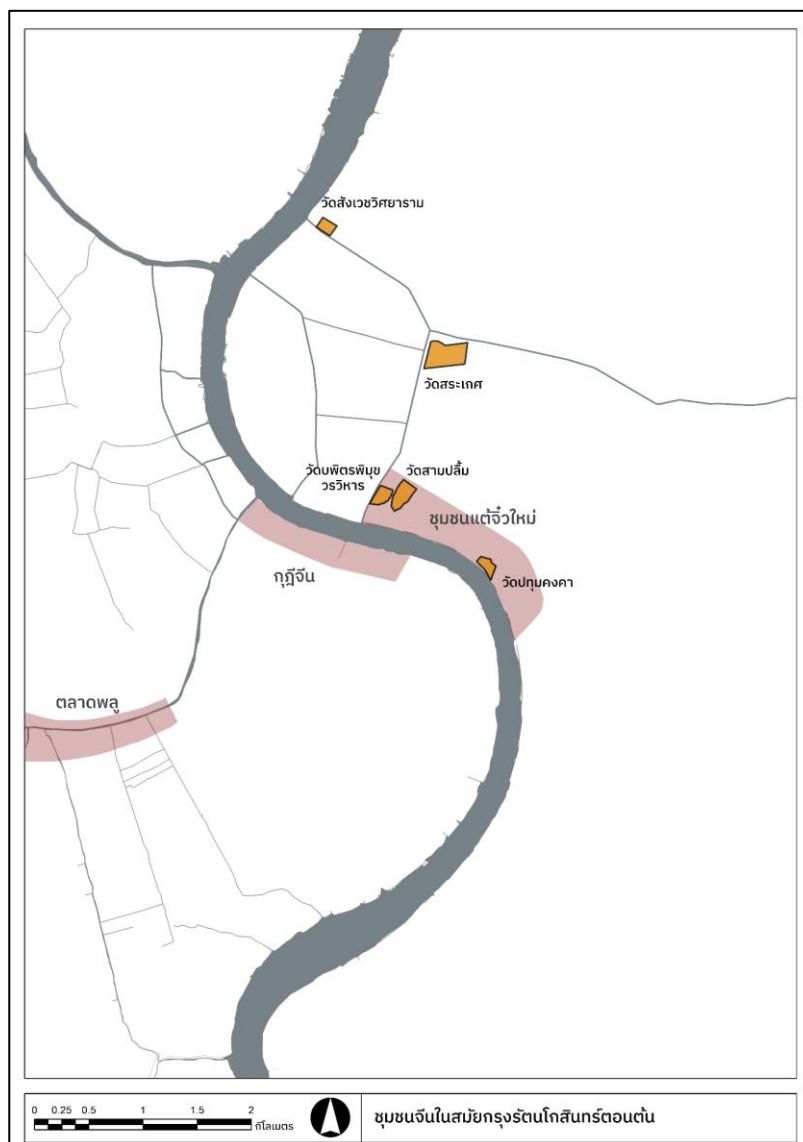 วัดสังเวชวิศยาราม
วัดสระเกศ
วัดบพิตรพิมุข
วรวิหาร
วัดสามปลื้ม
ชุมชนแต้จิ๋วใหม่
กุฎีจีน
วัดปทุมคงคา
ตลาดพลู
0 0.25 0.5 1 1.5 2
กิโลเมตร
ชุมชนจีนในสมัยกรุงรัตนโกสินทร์ตอนต้น